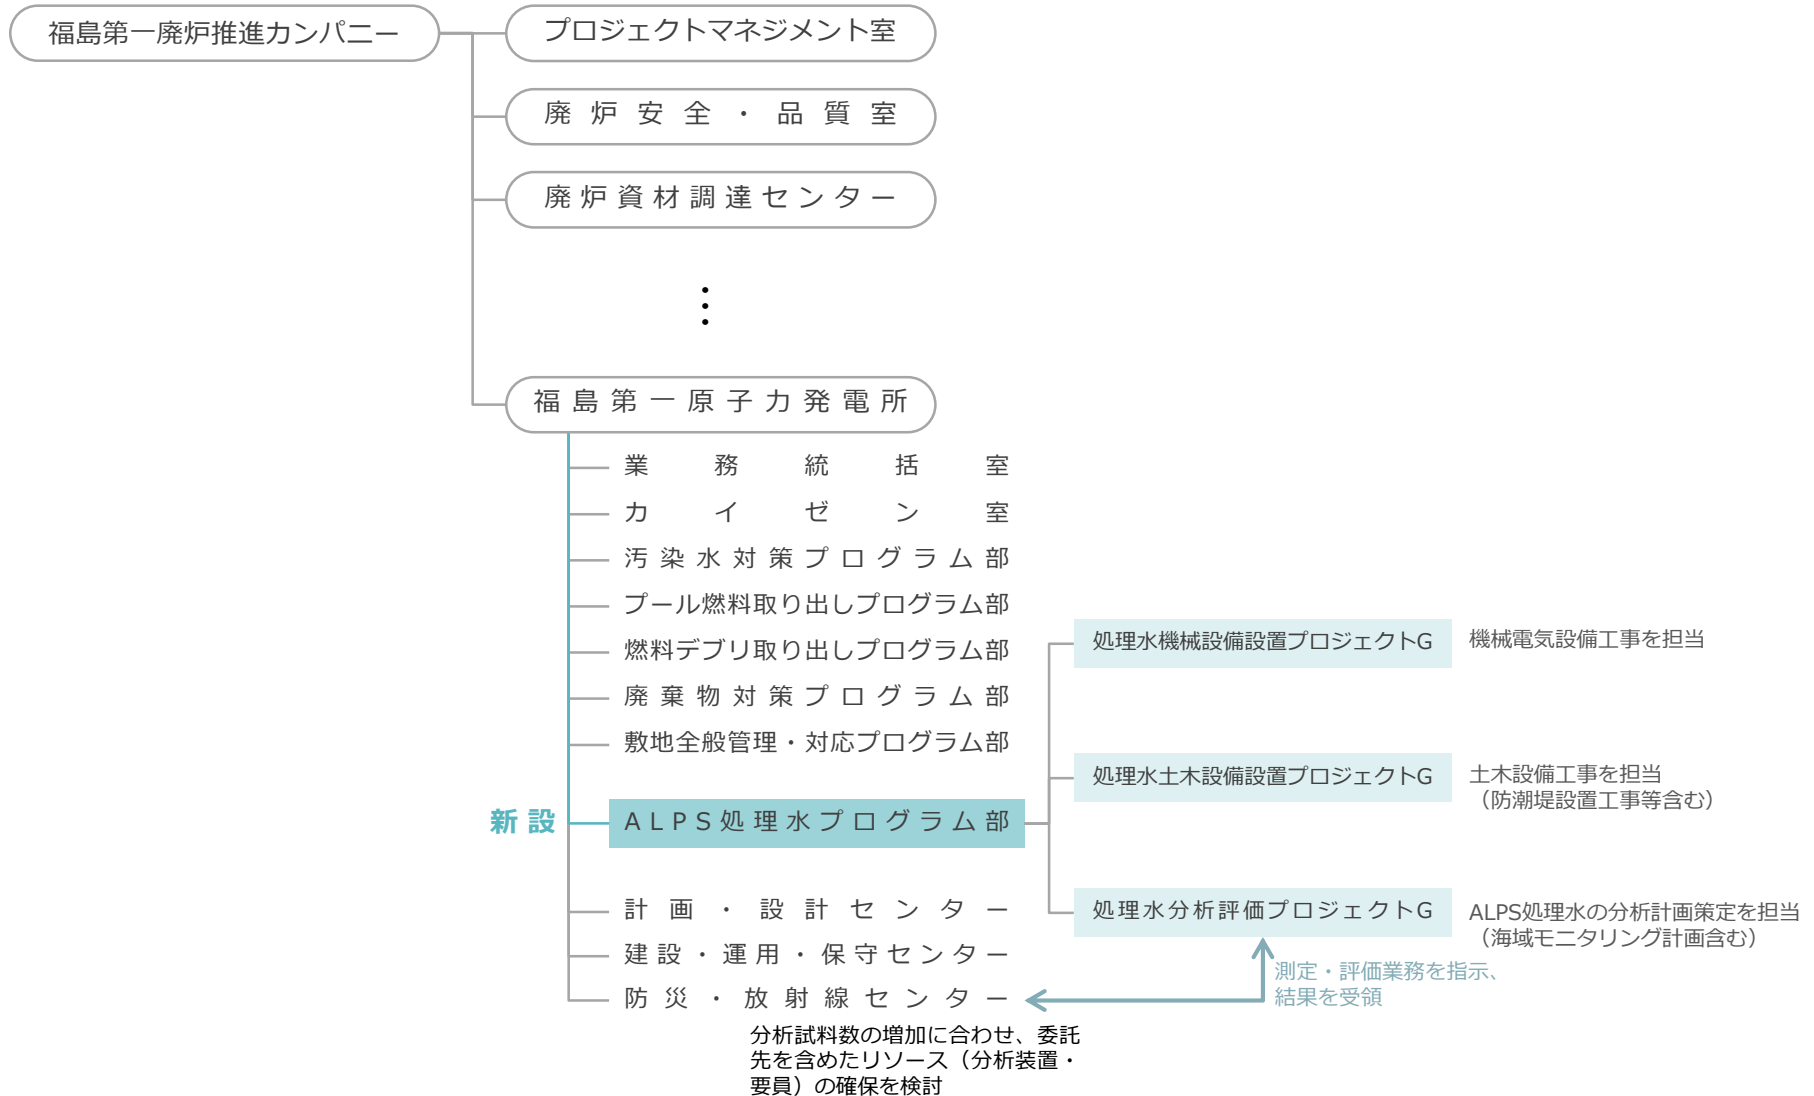 福島第一廃炉推進カンパニー
プロジェクトマネジメント室
廃炉安全・品質室
廃炉資材調達センター
⋮
福島第一原子力発電所
業務統括室
カイゼン室
汚染水対策プログラム部
プール燃料取り出しプログラム部
燃料デブリ取り出しプログラム部
廃棄物対策プログラム部
敷地全般管理・対応プログラム部
新設
ALPS処理水プログラム部
計画・設計センター
建設・運用・保守センター
防災・放射線センター
分析試料数の増加に合わせ、委託
先を含めたリソース（分析装置・
要員）の確保を検討
処理水機械設備設置プロジェクトG
機械電気設備工事を担当
処理水土木設備設置プロジェクトG
土木設備工事を担当
（防潮堤設置工事等含む）
処理水分析評価プロジェクトG
ALPS処理水の分析計画策定を担当
（海域モニタリング計画含む）
測定・評価業務を指示、
結果を受領